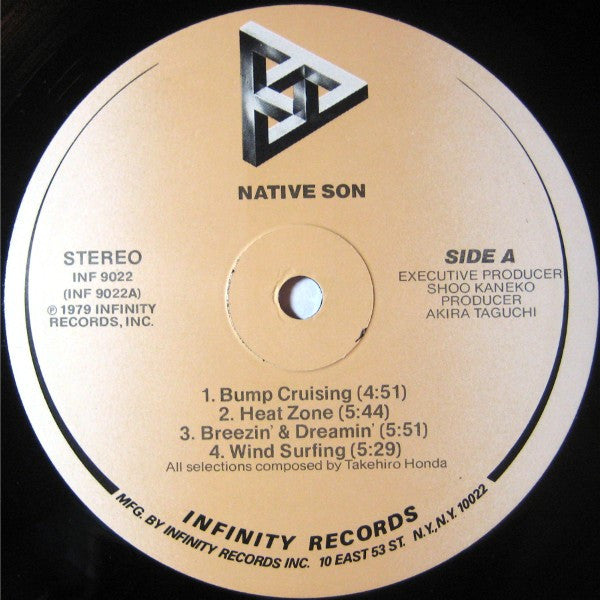 NATIVE SON
STEREO
INF 9022
(INF 9022A)
℗ 1979 INFINITY
RECORDS, INC.
SIDE A
EXECUTIVE PRODUCER
SHOO KANEKO
PRODUCER
AKIRA TAGUCHI
1. Bump Cruising (4:51)
2. Heat Zone (5:44)
3. Breezin' & Dreamin' (5:51)
4. Wind Surfing (5:29)
All selections composed by Takehiro Honda
INFINITY RECORDS
MFG. BY INFINITY RECORDS INC. 10 EAST 53 ST. N.Y., N.Y. 10022